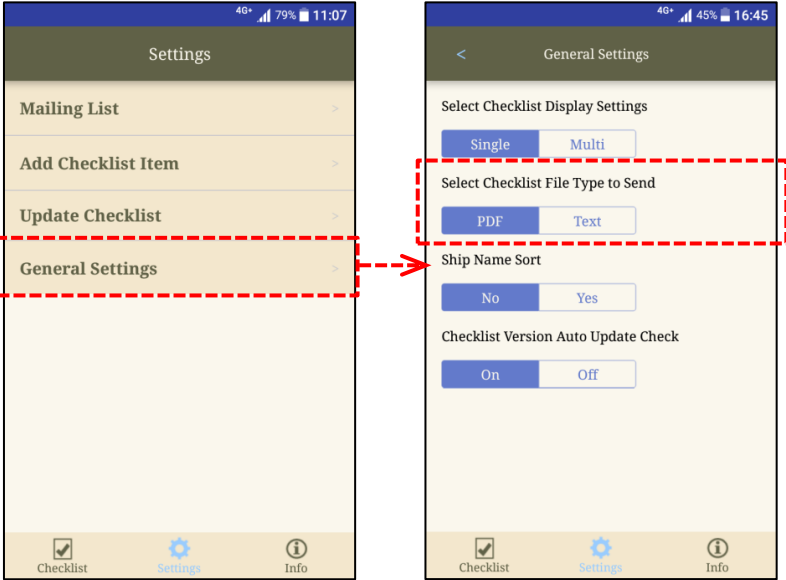 4G+ 79% 11:07
Settings
Mailing List >
Add Checklist Item >
Update Checklist >
General Settings >
Checklist Settings Info
4G+ 45% 16:45
< General Settings
Select Checklist Display Settings
Single Multi
Select Checklist File Type to Send
PDF Text
Ship Name Sort
No Yes
Checklist Version Auto Update Check
On Off
Checklist Settings Info